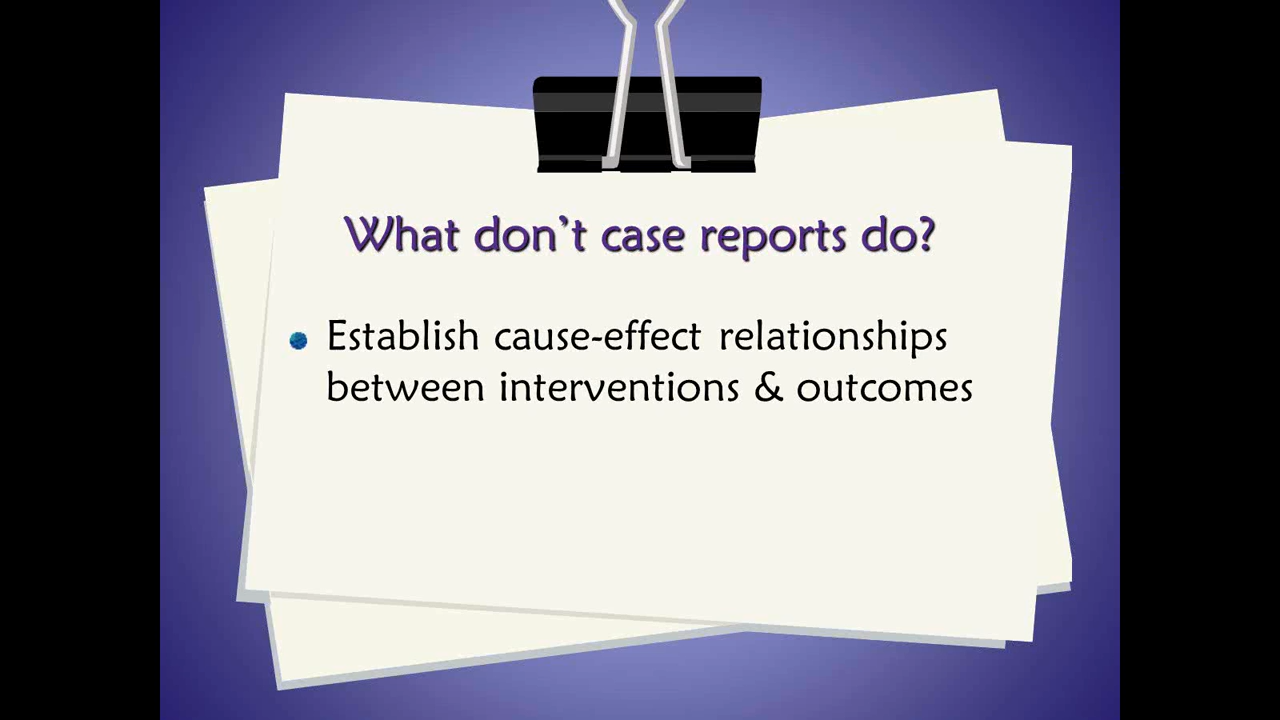 What don’t case reports do?
Establish cause-effect relationships
between interventions & outcomes